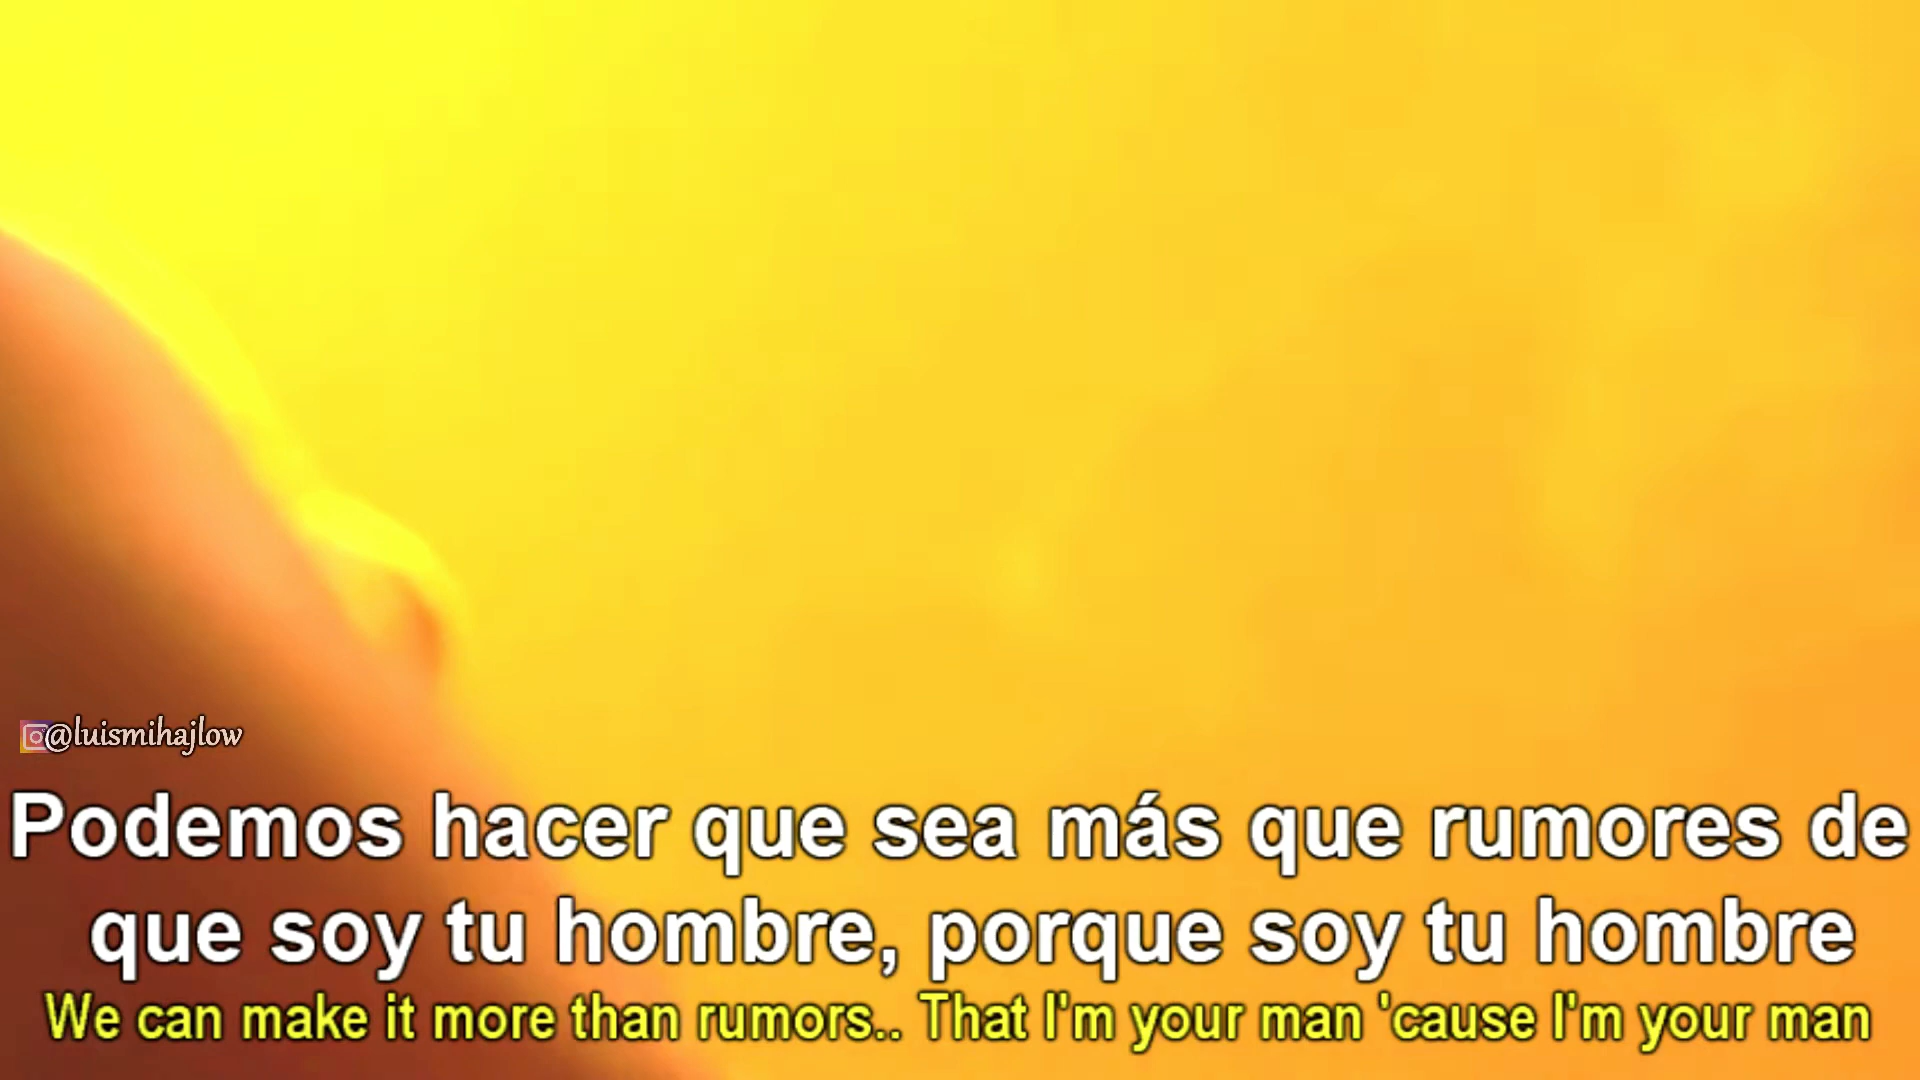 @luismihajlow
Podemos hacer que sea más que rumores de
que soy tu hombre, porque soy tu hombre
We can make it more than rumors.. That I'm your man 'cause I'm your man